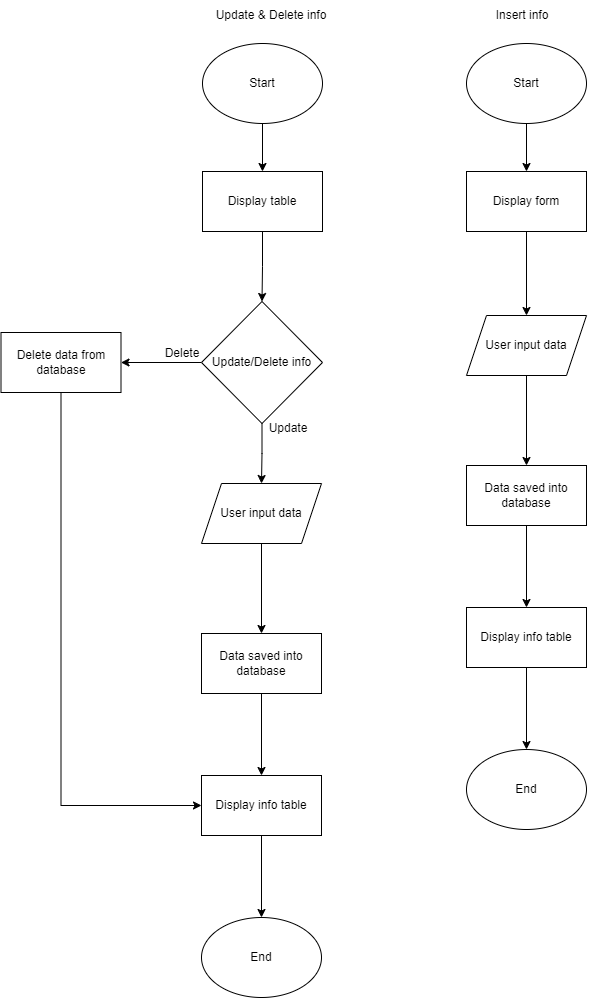 Update & Delete info
Start
Display table
Update/Delete info
Delete
Delete data from
database
Update
User input data
Data saved into
database
Display info table
End
Insert info
Start
Display form
User input data
Data saved into
database
Display info table
End